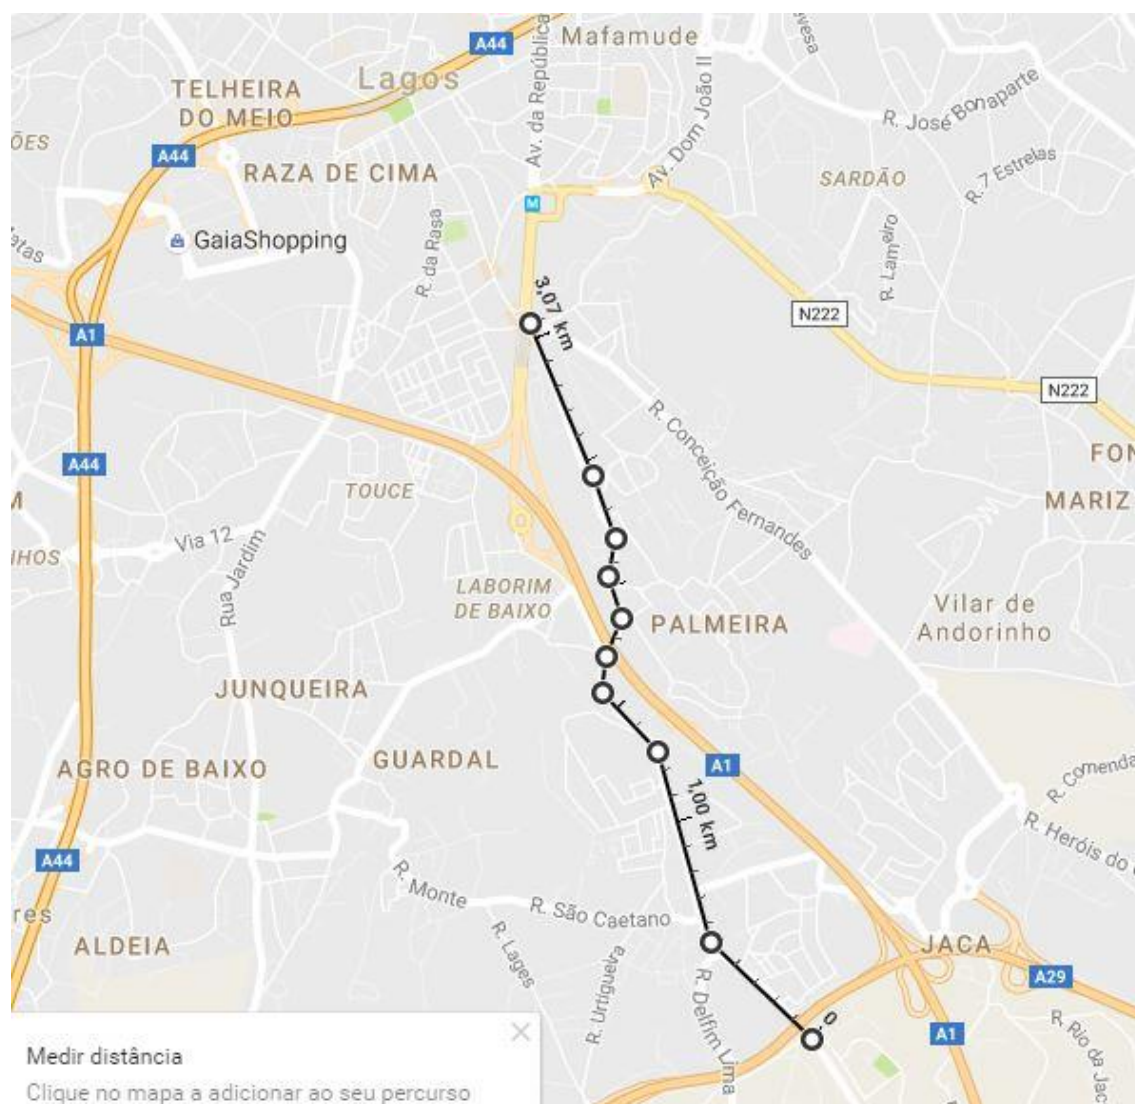 A44
Mafamude
Av. da República
TELHEIRA
DO MEIO
Lagos
Av. Dom João II
R. José Bonaparte
ÕES
A44
RAZA DE CIMA
SARDÃO
R. 7 Estrelas
M
GaiaShopping
R. da Rasa
R. Lameiro
3,07 km
N222
A1
N222
R. Conceição Fernandes
A44
TOUCE
FON
MARIZ
M
Via 12
NHOS
Rua Jardim
LABORIM
DE BAIXO
PALMEIRA
Vilar de
Andorinho
JUNQUEIRA
AGRO DE BAIXO
GUARDAL
A1
R. Comenda
1,00 km
R. Heróis do
A44
R. Monte
R. São Caetano
res
ALDEIA
R. Lages
JACA
R. Urtigueira
A29
R. Delfim Lima
0
A1
R. Rio da Jac
Medir distância
Clique no mapa a adicionar ao seu percurso